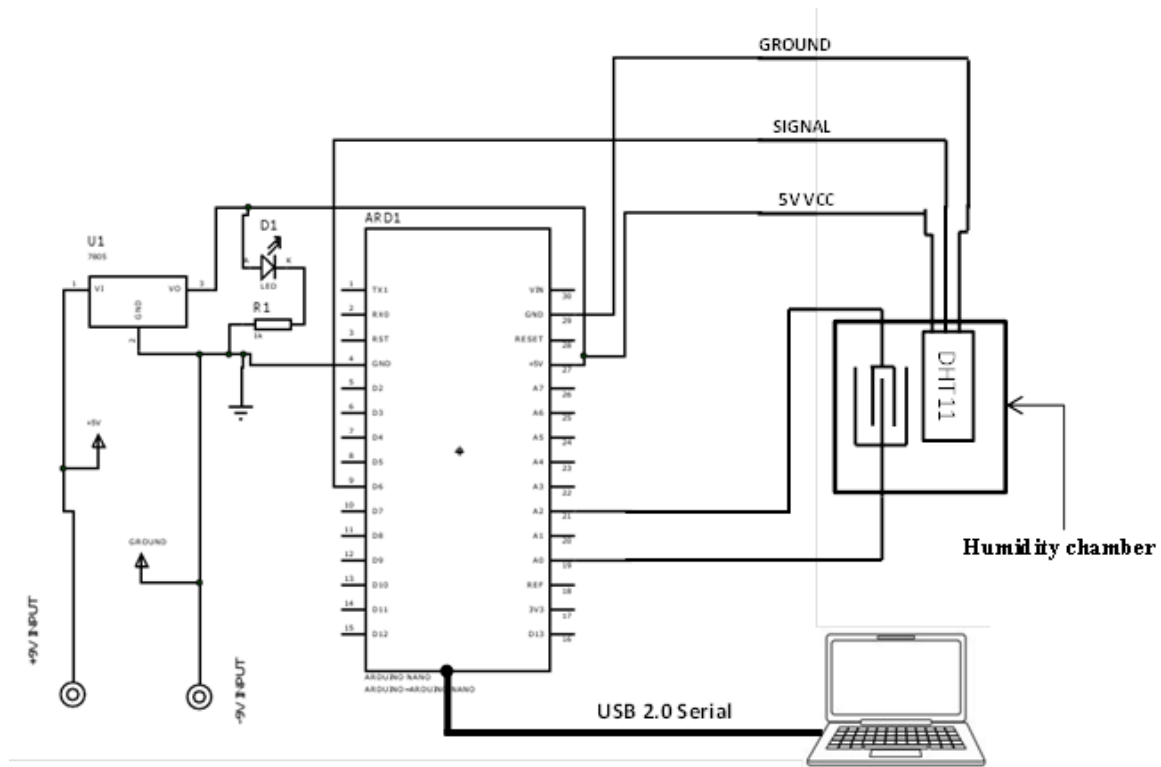 GROUND
SIGNAL
5V VCC
ARD1
U1
7805
1
VI
VO
3
GND
2
D1
A
K
LED
R1
1k
+5V
GROUND
+9V INPUT
-9V INPUT
1 TX1
2 RX0
3 RST
4 GND
5 D2
6 D3
7 D4
8 D5
9 D6
10 D7
11 D8
12 D9
13 D10
14 D11
15 D12
VIN 30
GND 29
RESET 28
+5V 27
A7 26
A6 25
A5 24
A4 23
A3 22
A2 21
A1 20
A0 19
REF 18
3V3 17
D13 16
ARDUINO NANO
ARDUINO=ARDUINO NANO
DHT11
Humidity chamber
USB 2.0 Serial